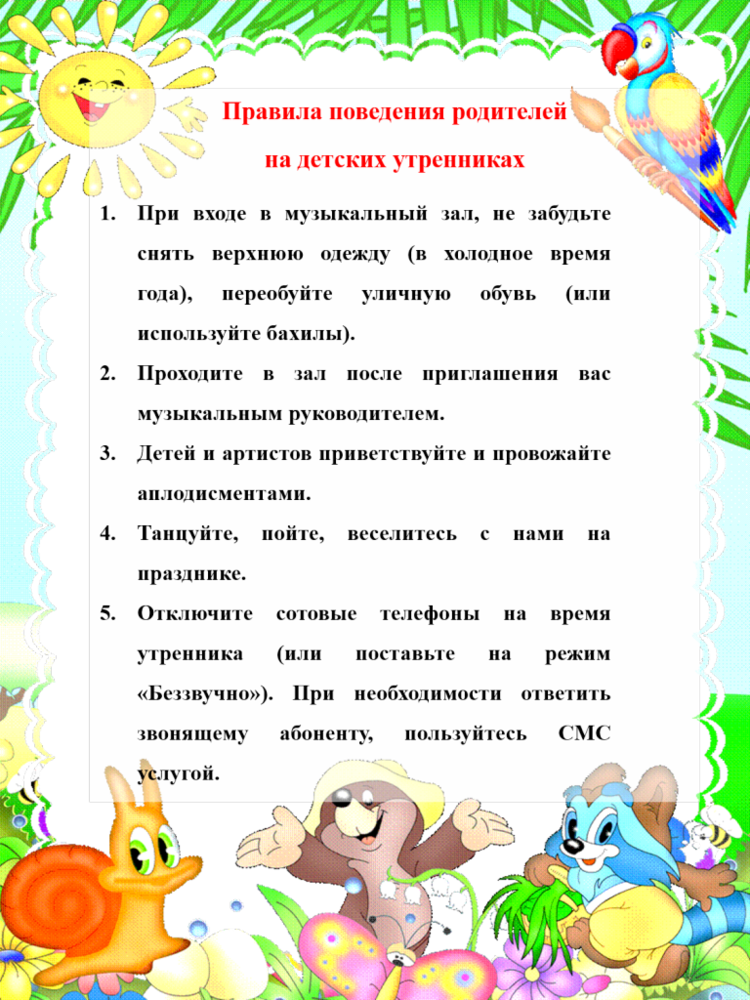 Правила поведения родителей
на детских утренниках
1. При входе в музыкальный зал, не забудьте
снять верхнюю одежду (в холодное время
года), переобуйте уличную обувь (или
используйте бахилы).
2. Проходите в зал после приглашения вас
музыкальным руководителем.
3. Детей и артистов приветствуйте и провожайте
аплодисментами.
4. Танцуйте, пойте, веселитесь с нами на
празднике.
5. Отключите сотовые телефоны на время
утренника (или поставьте на режим
«Беззвучно»). При необходимости ответить
звонящему абоненту, пользуйтесь СМС
услугой.